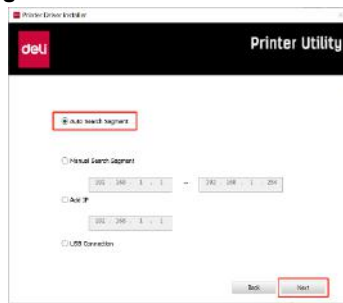 Printer Driver Installer
deli
Printer Utility
Auto Search Segment
Manual Search Segment
192 . 168 . 1 . 1 -- 192 . 168 . 1 . 254
Add IP
192 . 168 . 1 . 1
USB Connection
Back Next